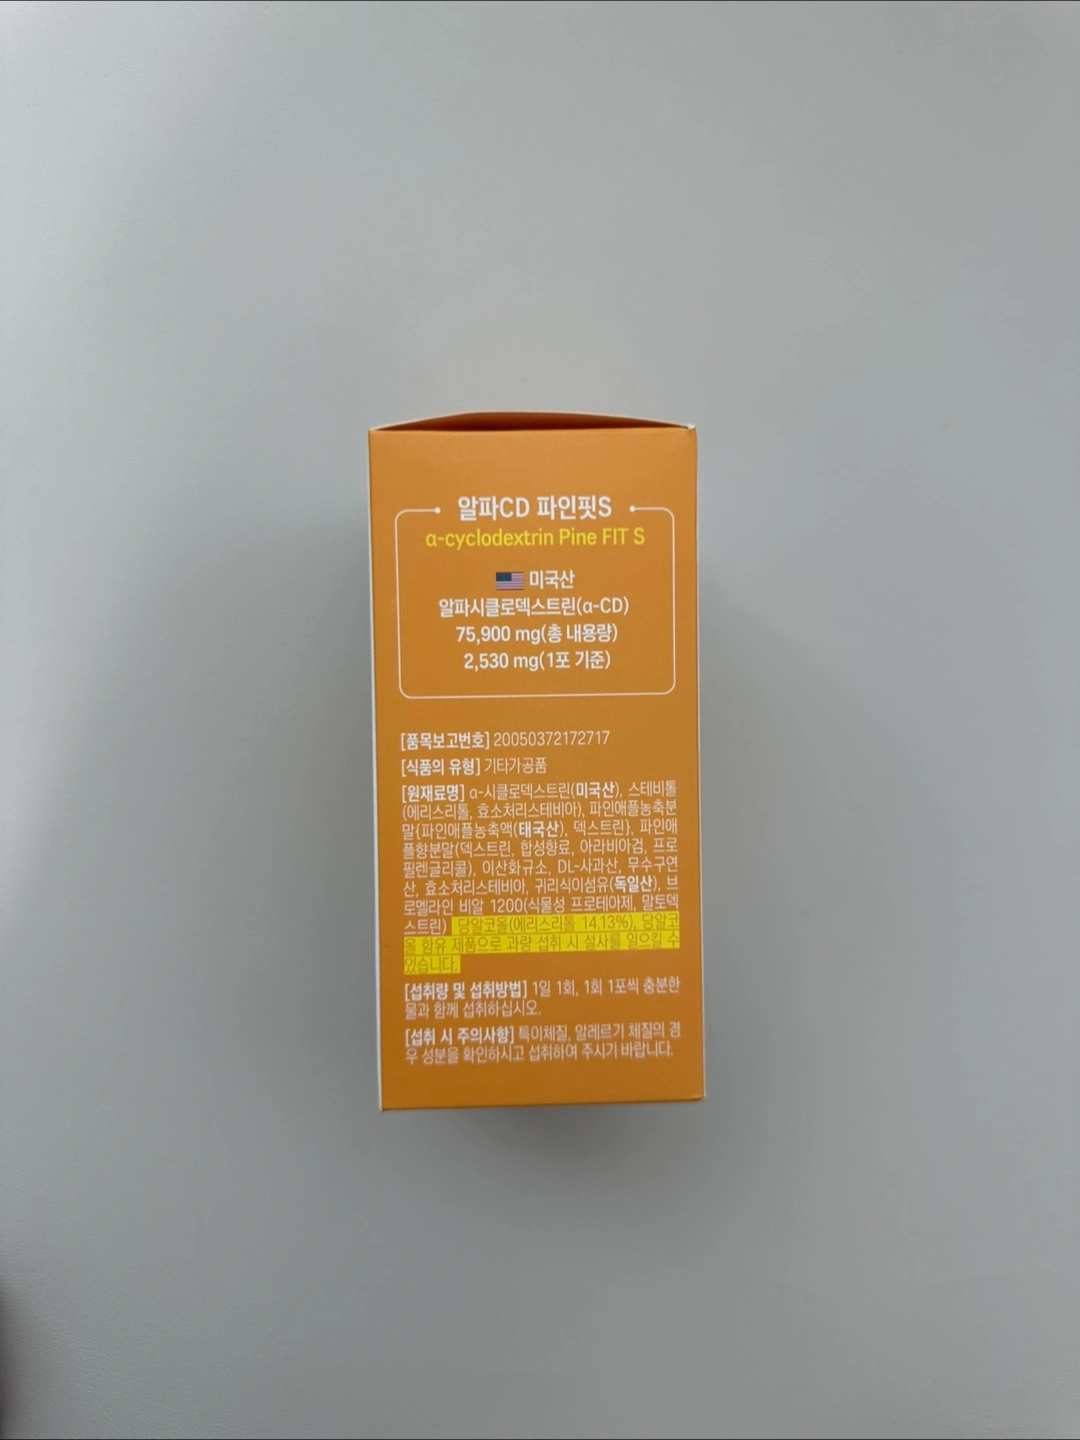 알파CD 파인핏S
α-cyclodextrin Pine FIT S
미국산
알파시클로덱스트린(α-CD)
75,900 mg(총 내용량)
2,530 mg(1포 기준)
[품목보고번호] 20050372172717
[식품의 유형] 기타가공품
[원재료명] α-시클로덱스트린(미국산), 스테비톨
(에리스리톨, 효소처리스테비아), 파인애플농축분
말{파인애플농축액(태국산), 덱스트린}, 파인애
플향분말(덱스트린, 합성향료, 아라비아검, 프로
필렌글리콜), 이산화규소, DL-사과산, 무수구연
산, 효소처리스테비아, 귀리식이섬유(독일산), 브
로멜라인 비알 1200(식물성 프로테아제, 말토덱
스트린) 당알코올(에리스리톨 14.13%), 당알코
올 함유 제품으로 과량 섭취 시 설사를 일으킬 수
있습니다.
[섭취량 및 섭취방법] 1일 1회, 1회 1포씩 충분한
물과 함께 섭취하십시오.
[섭취 시 주의사항] 특이체질, 알레르기 체질의 경
우 성분을 확인하시고 섭취하여 주시기 바랍니다.